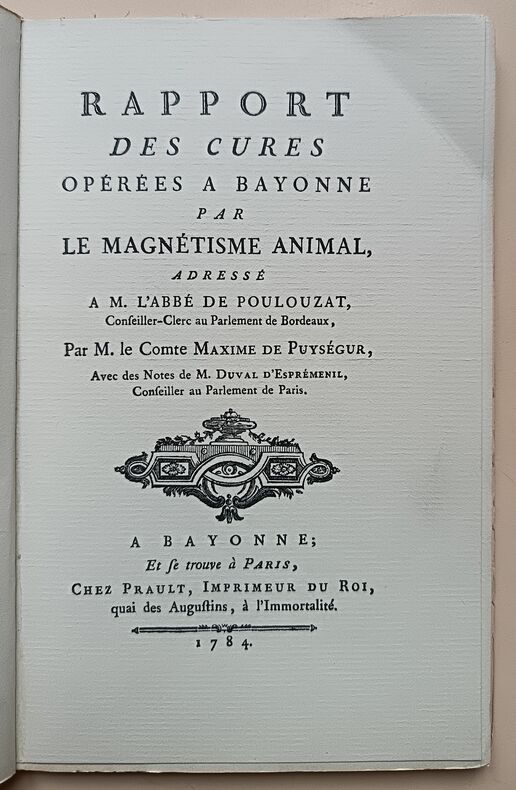 RAPPORT
DES CURES
OPÉRÉES A BAYONNE
PAR
LE MAGNÉTISME ANIMAL,
ADRESSÉ
A M. L'ABBÉ DE POULOUZAT,
Conſeiller-Clerc au Parlement de Bordeaux,
Par M. le Comte MAXIME DE PUYSÉGUR,
Avec des Notes de M. DUVAL D'ESPRÉMENIL,
Conſeiller au Parlement de Paris.
A BAYONNE;
Et ſe trouve à PARIS,
CHEZ PRAULT, IMPRIMEUR DU ROI,
quai des Auguſtins, à l'Immortalité.
1784.